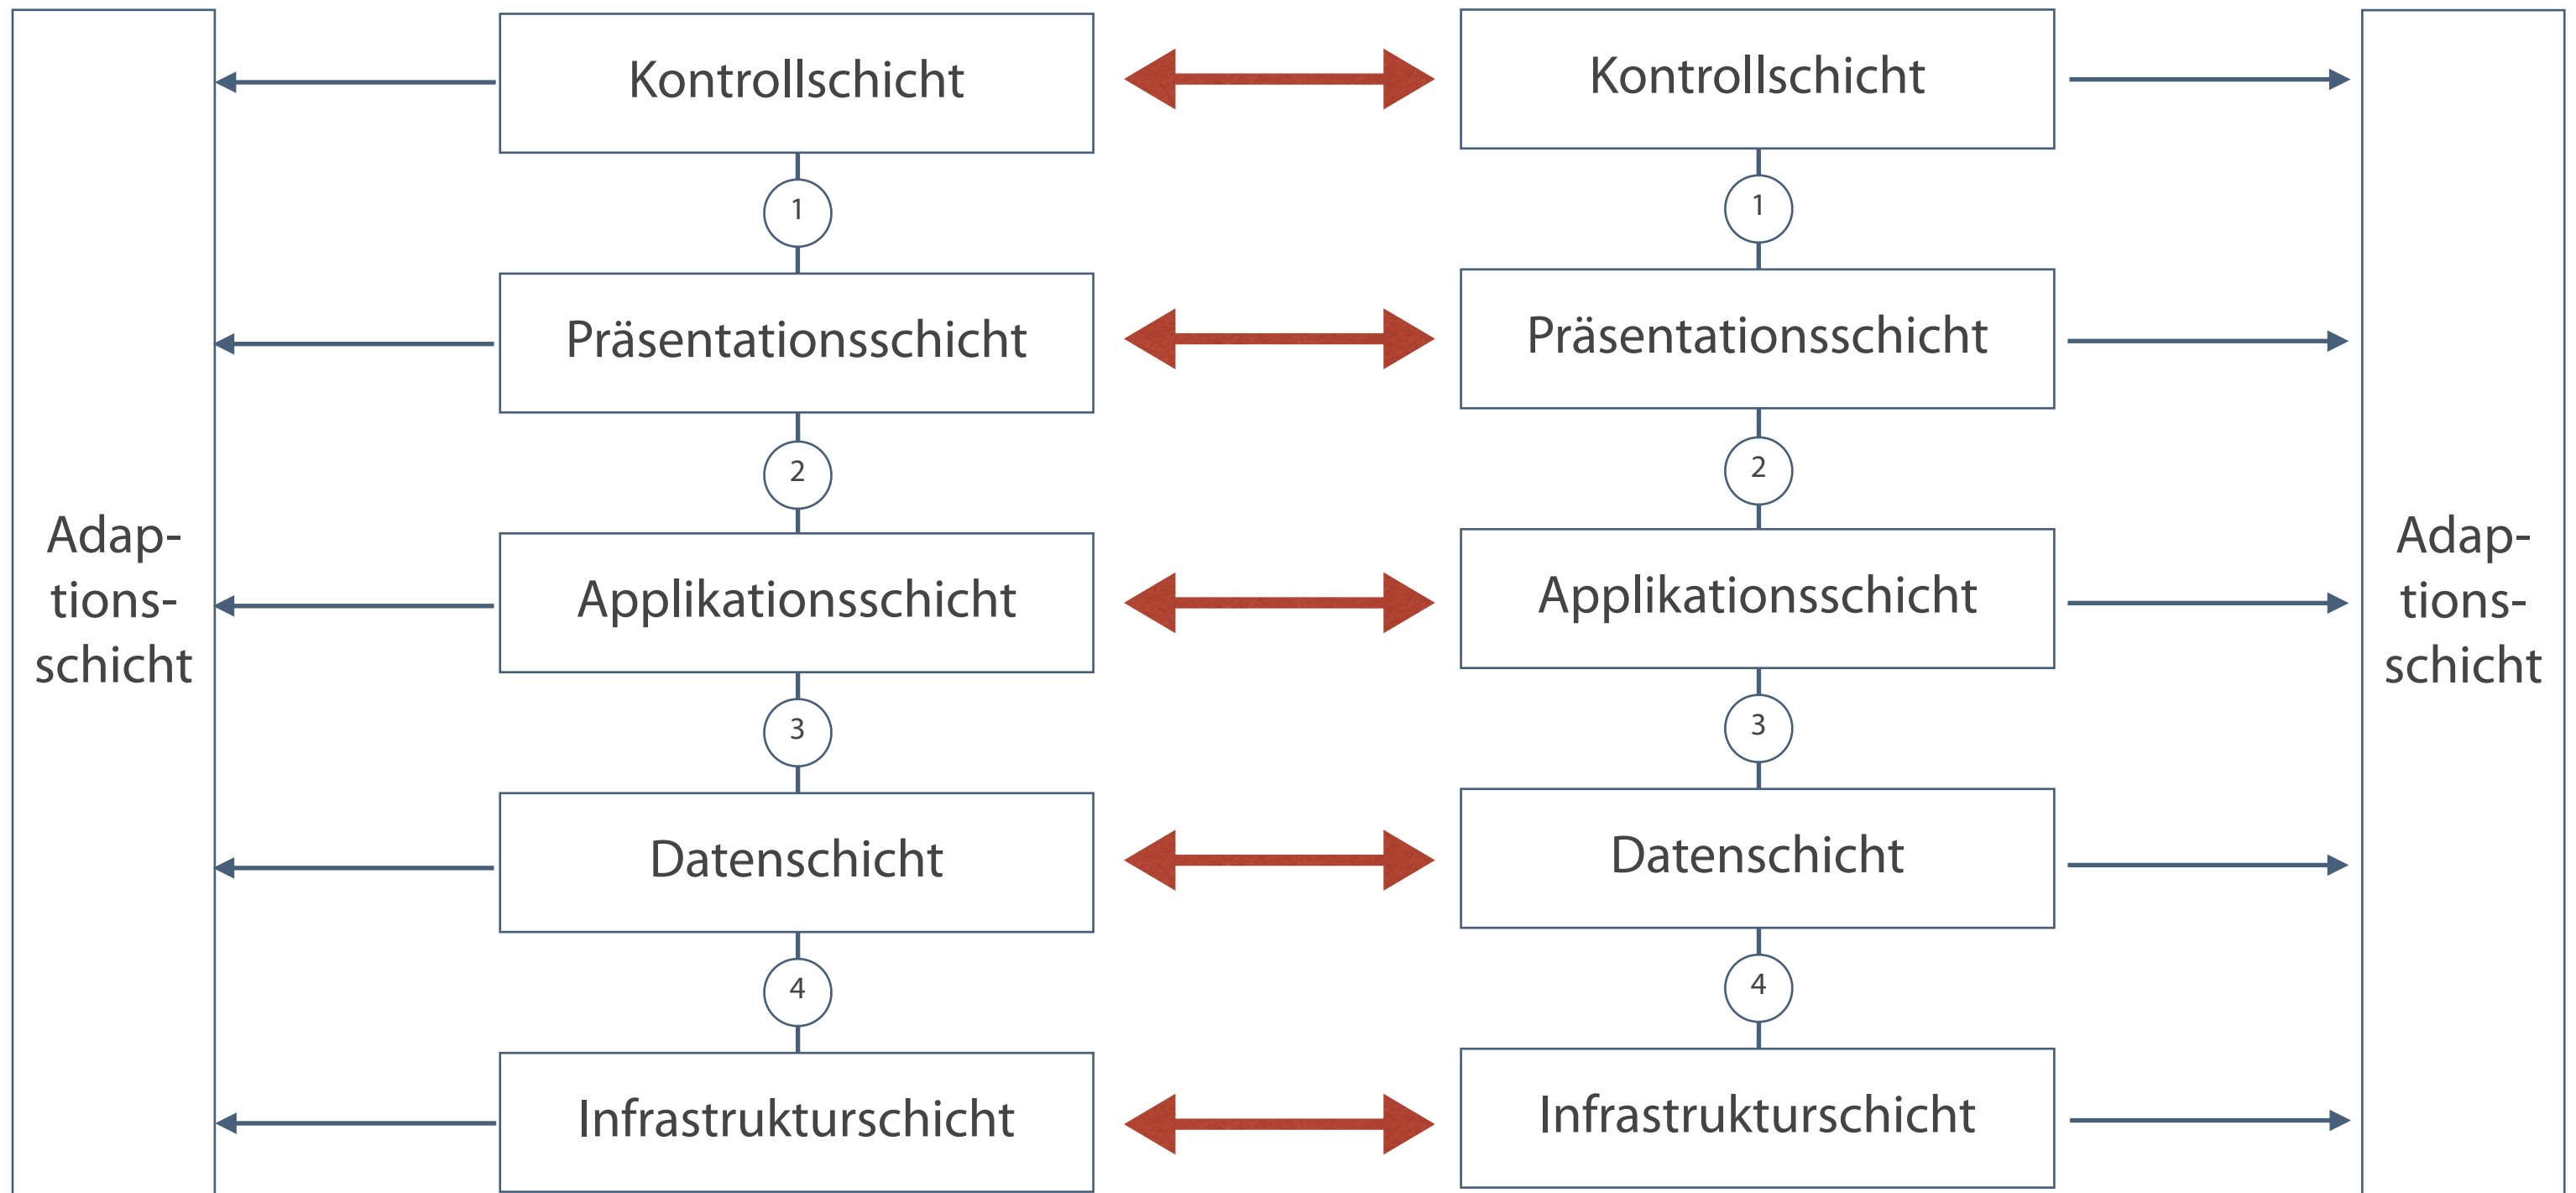 Kontrollschicht
Kontrollschicht
1
1
Präsentationsschicht
Präsentationsschicht
2
2
Adap-
tions-
schicht
Applikationsschicht
Applikationsschicht
Adap-
tions-
schicht
3
3
Datenschicht
Datenschicht
4
4
Infrastrukturschicht
Infrastrukturschicht